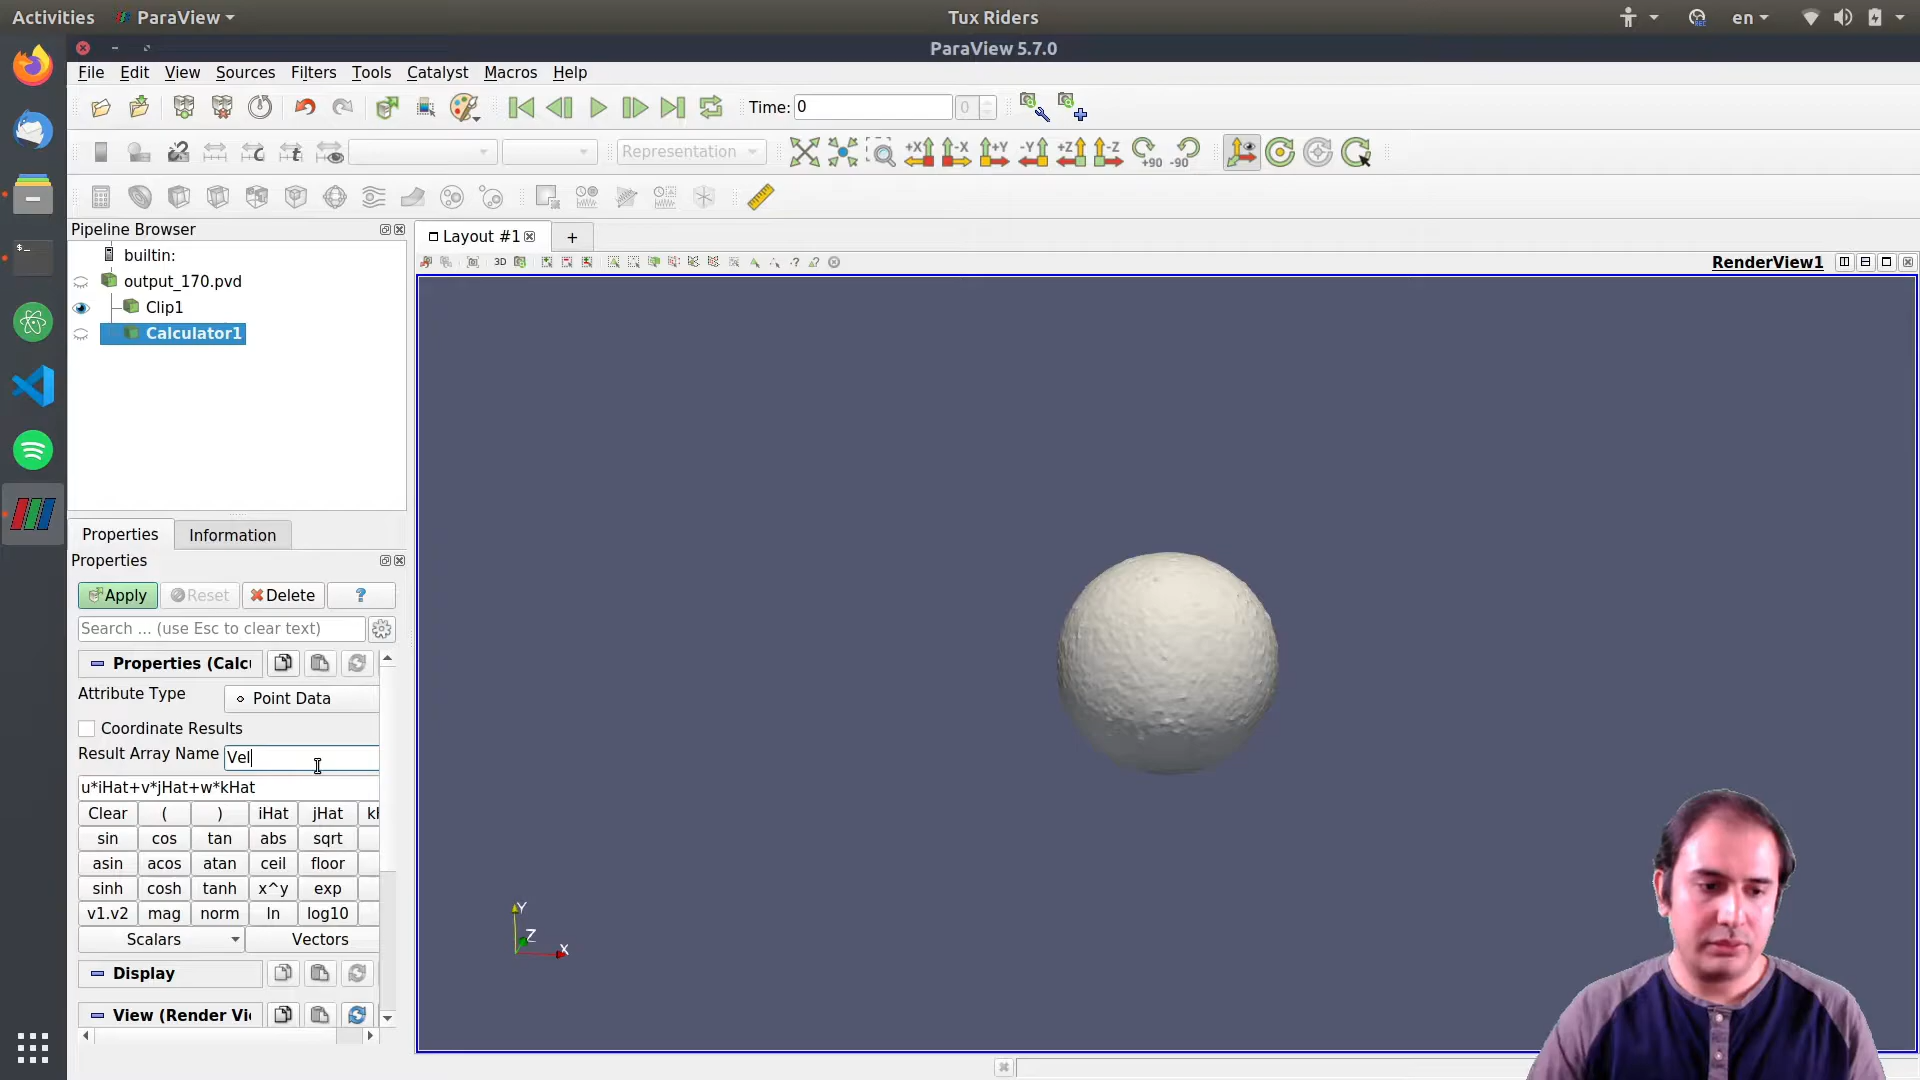 Activities ParaView Tux Riders en
ParaView 5.7.0
File Edit View Sources Filters Tools Catalyst Macros Help
Time: 0 0
Representation +X -X +Y -Y +Z -Z +90 -90
Pipeline Browser
Layout #1 +
builtin:
3D RenderView1
output_170.pvd
Clip1
Calculator1
Properties Information
Properties
Apply Reset Delete ?
Search ... (use Esc to clear text)
Properties (Calcu
Attribute Type Point Data
Coordinate Results
Result Array Name Vel
u*iHat+v*jHat+w*kHat
Clear ( ) iHat jHat
sin cos tan abs sqrt
asin acos atan ceil floor
sinh cosh tanh x^y exp
v1.v2 mag norm ln log10
Scalars Vectors
Display
View (Render Vi
Y
Z
X